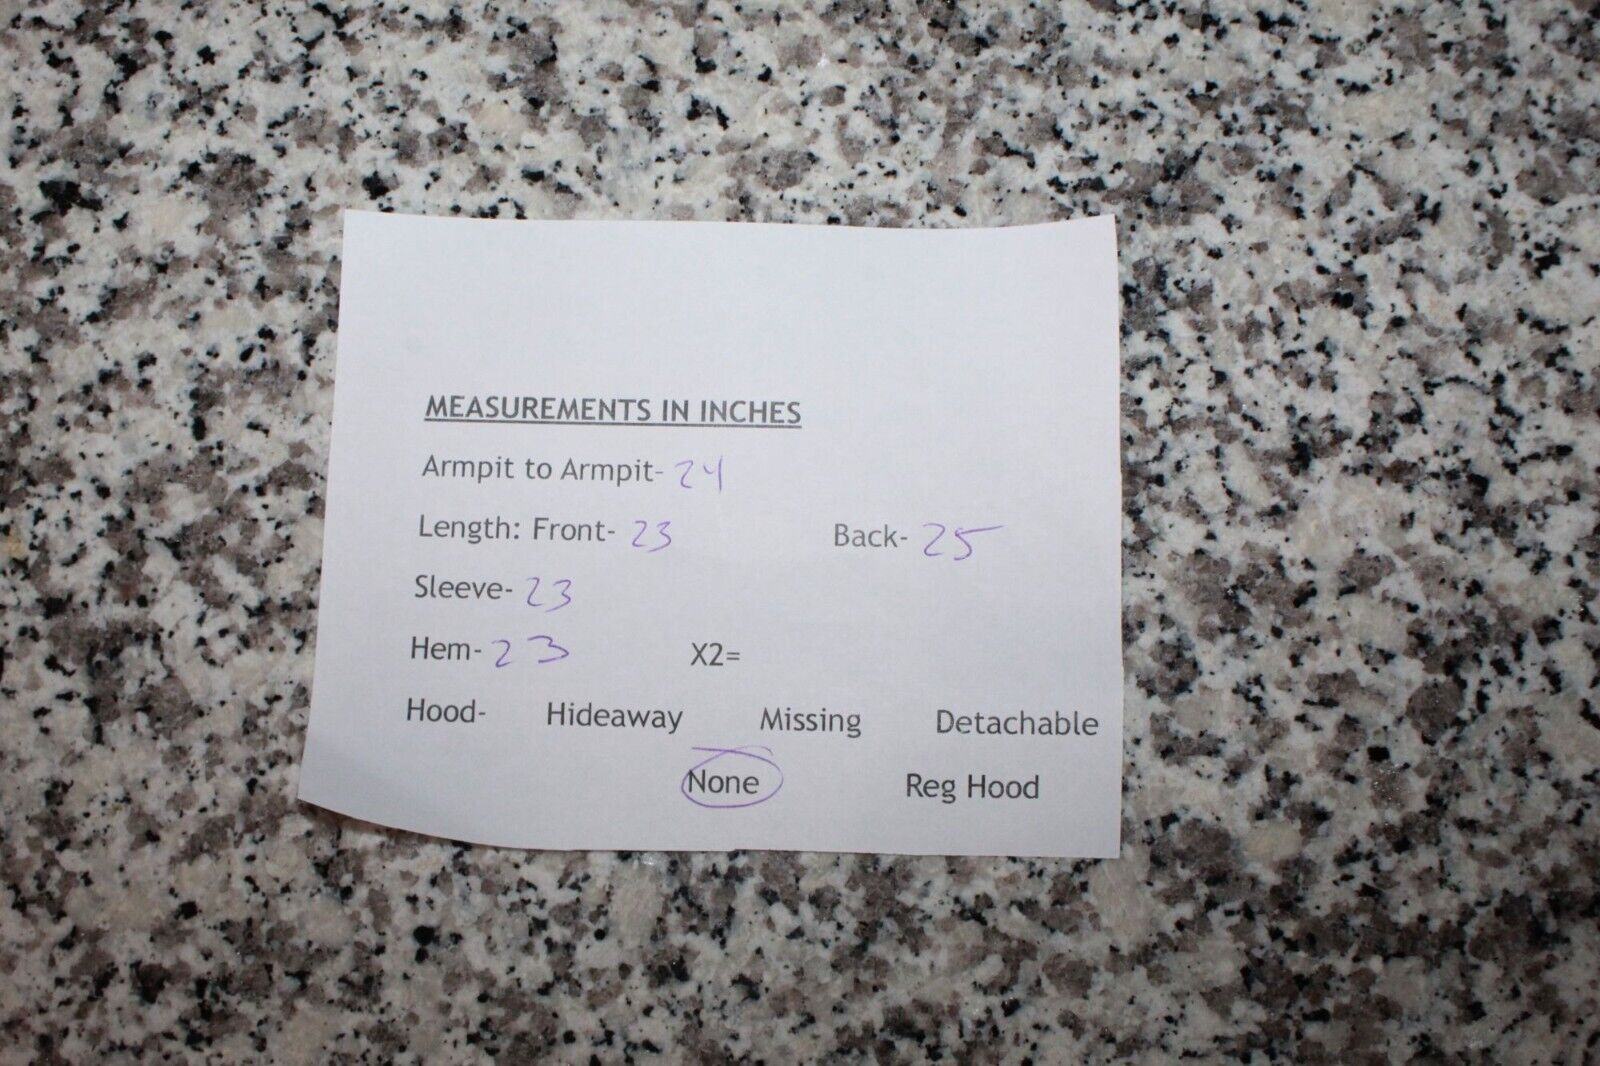 MEASUREMENTS IN INCHES
Armpit to Armpit- 24
Length: Front- 23 Back- 25
Sleeve- 23
Hem- 23 X2=
Hood- Hideaway Missing Detachable
None Reg Hood